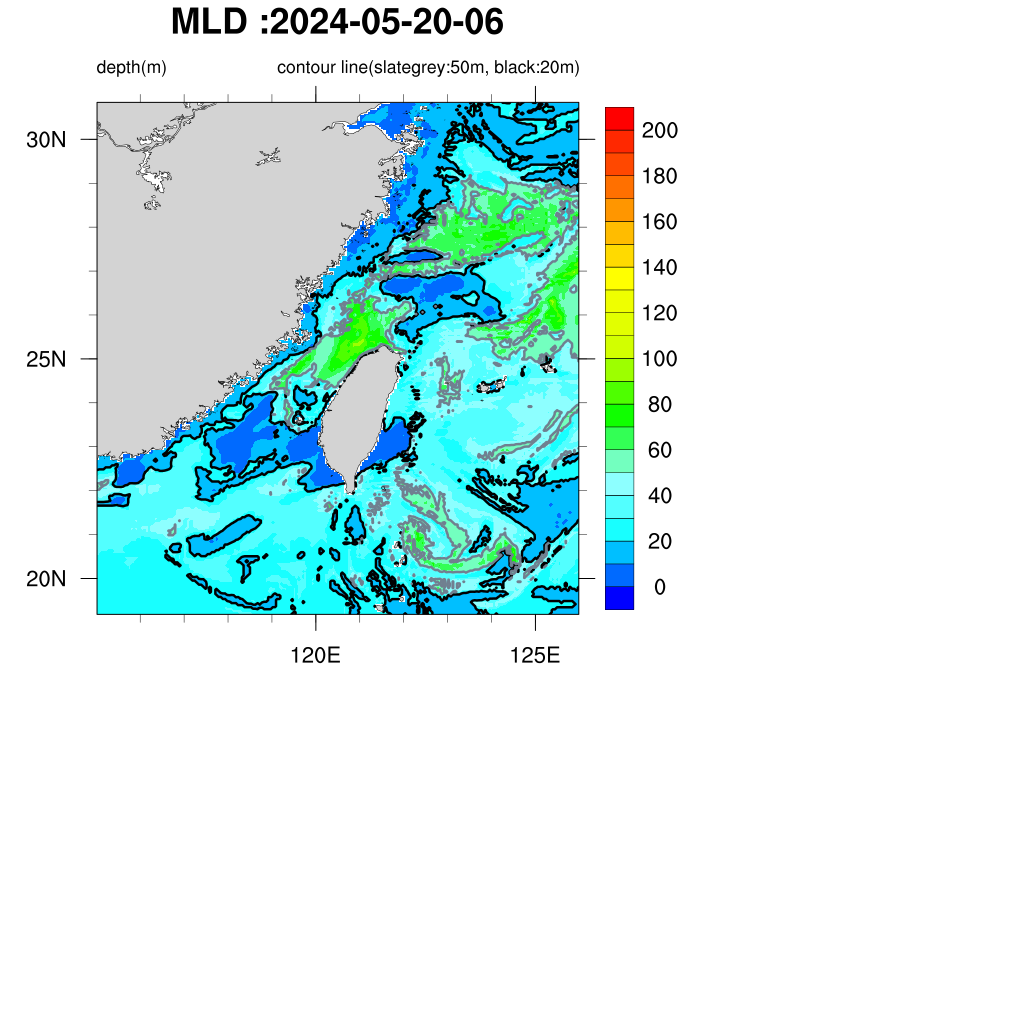 MLD :2024-05-20-06
depth(m)
contour line(slategrey:50m, black:20m)
30N
25N
20N
120E
125E
200
180
160
140
120
100
80
60
40
20
0